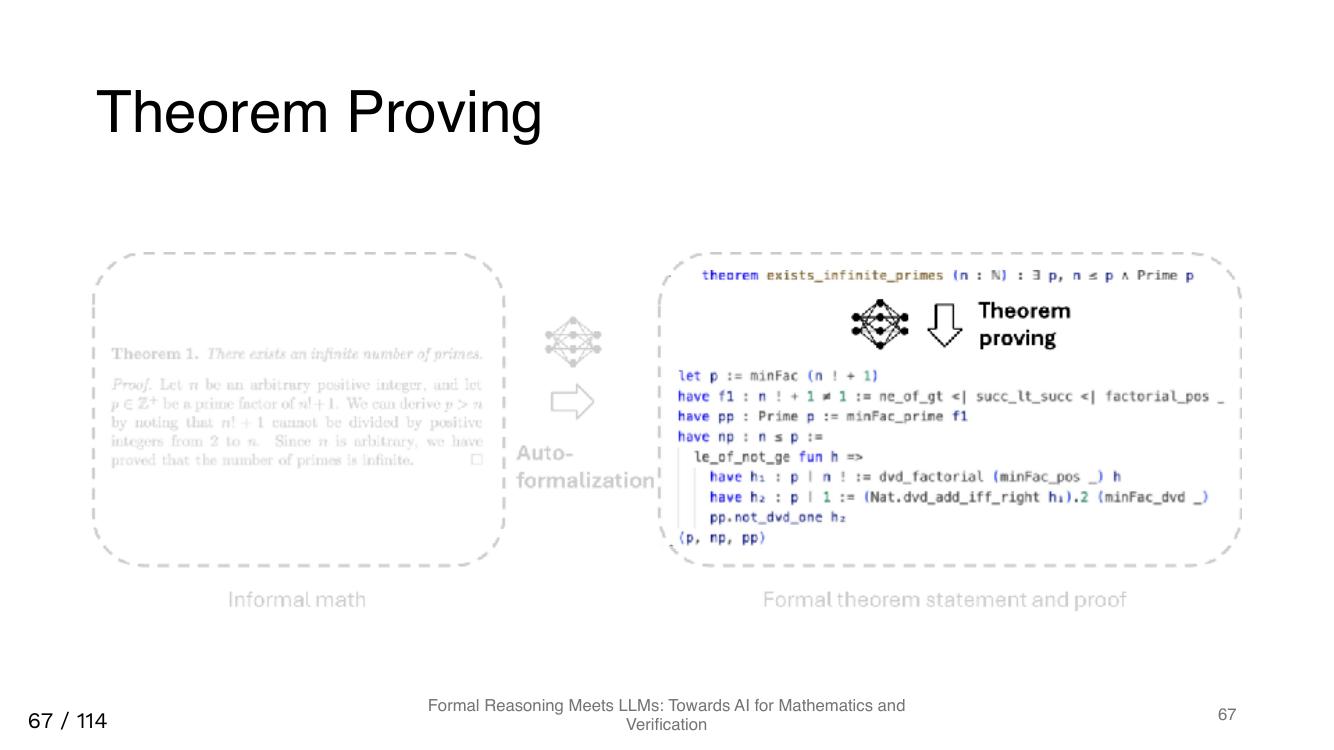 Theorem Proving
Theorem 1. There exists an infinite number of primes.
Proof. Let n be an arbitrary positive integer, and let
p ∈ Z⁺ be a prime factor of n!+1. We can derive p > n
by noting that n! + 1 cannot be divided by positive
integers from 2 to n. Since n is arbitrary, we have
proved that the number of primes is infinite. □
Informal math
Auto-
formalization
theorem exists_infinite_primes (n : ℕ) : ∃ p, n ≤ p ∧ Prime p
Theorem
proving
let p := minFac (n ! + 1)
have f1 : n ! + 1 ≠ 1 := ne_of_gt <| succ_lt_succ <| factorial_pos _
have pp : Prime p := minFac_prime f1
have np : n ≤ p :=
le_of_not_ge fun h =>
have h₁ : p ∣ n ! := dvd_factorial (minFac_pos _) h
have h₂ : p ∣ 1 := (Nat.dvd_add_iff_right h₁).2 (minFac_dvd _)
pp.not_dvd_one h₂
⟨p, np, pp⟩
Formal theorem statement and proof
67 / 114
Formal Reasoning Meets LLMs: Towards AI for Mathematics and
Verification
67